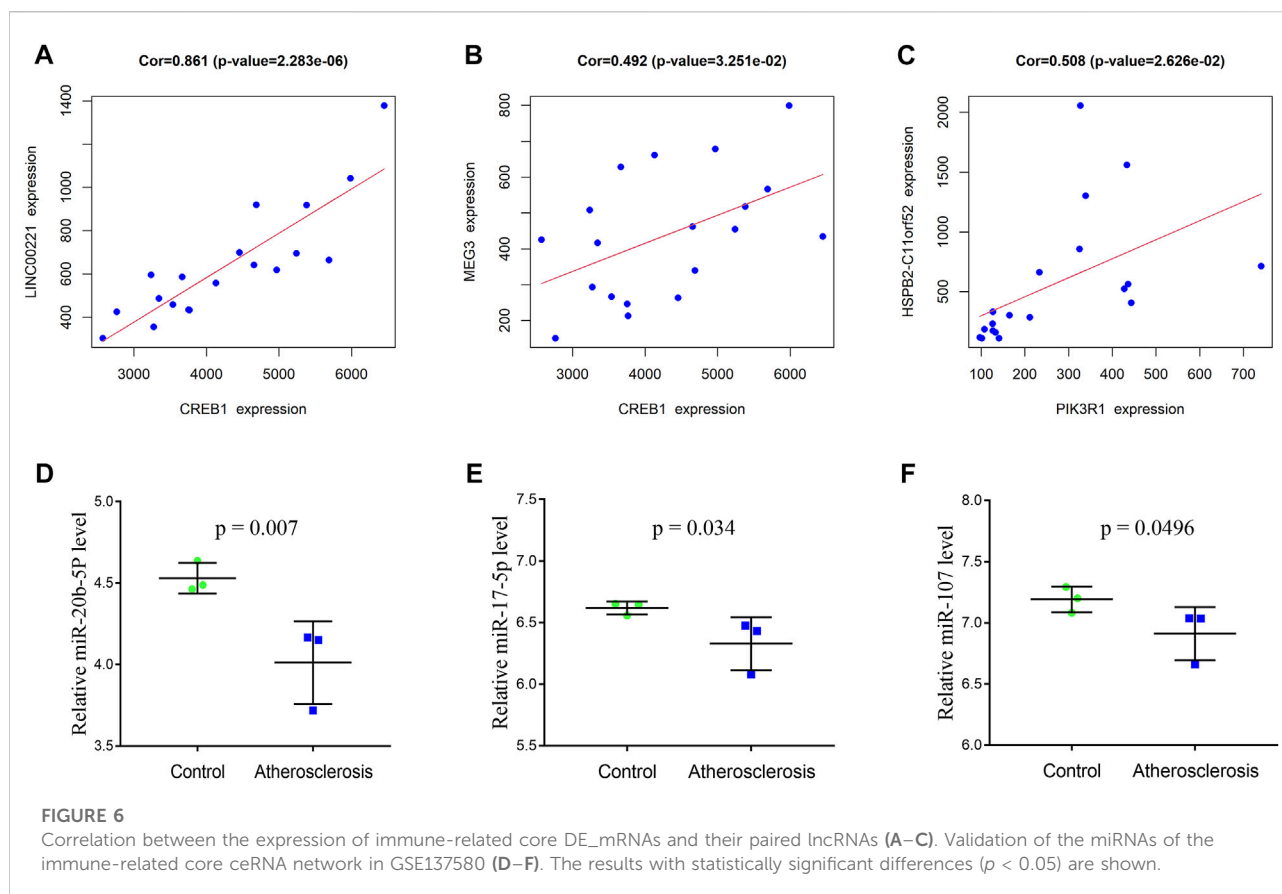 A
Cor=0.861 (p-value=2.283e-06)
LINC00221 expression
1400
1000
800
600
400
3000 4000 5000 6000
CREB1 expression
B
Cor=0.492 (p-value=3.251e-02)
MEG3 expression
800
600
400
200
3000 4000 5000 6000
CREB1 expression
C
Cor=0.508 (p-value=2.626e-02)
HSPB2-C11orf52 expression
2000
1500
1000
500
100 200 300 400 500 600 700
PIK3R1 expression
D
Relative miR-20b-5P level
5.0
4.5
4.0
3.5
p = 0.007
Control Atherosclerosis
E
Relative miR-17-5p level
7.5
7.0
6.5
6.0
5.5
p = 0.034
Control Atherosclerosis
F
Relative miR-107 level
8.0
7.5
7.0
6.5
6.0
p = 0.0496
Control Atherosclerosis
FIGURE 6
Correlation between the expression of immune-related core DE_mRNAs and their paired lncRNAs (A–C). Validation of the miRNAs of the
immune-related core ceRNA network in GSE137580 (D–F). The results with statistically significant differences (p < 0.05) are shown.